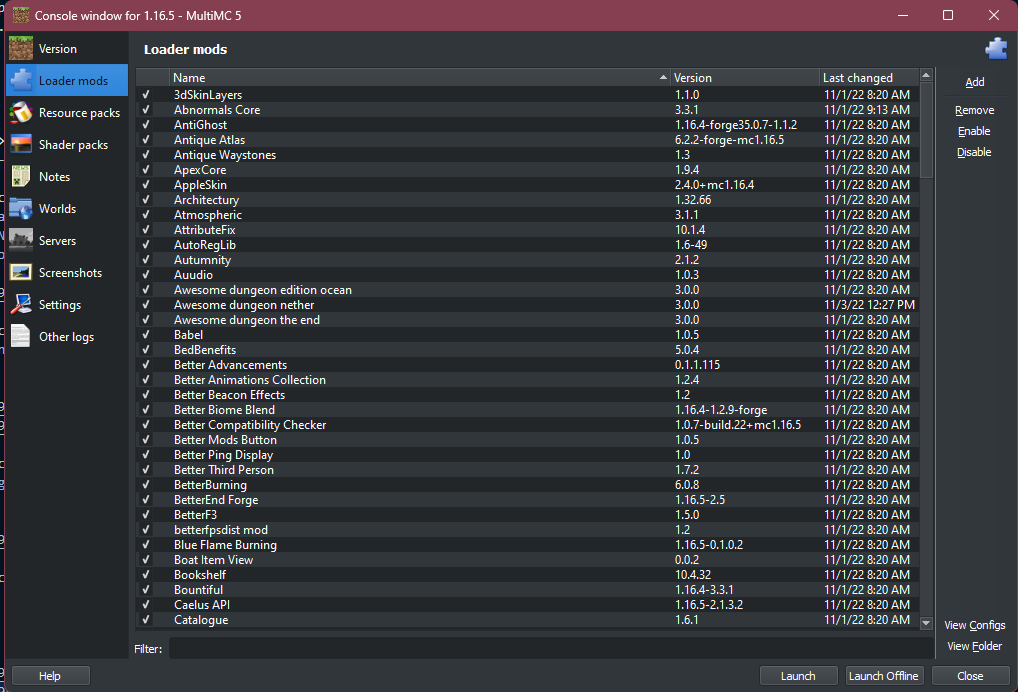 Console window for 1.16.5 - MultiMC 5
Version
Loader mods
Resource packs
Shader packs
Notes
Worlds
Servers
Screenshots
Settings
Other logs
Loader mods
Name Version Last changed
3dSkinLayers 1.1.0 11/1/22 8:20 AM
Abnormals Core 3.3.1 11/1/22 9:13 AM
AntiGhost 1.16.4-forge35.0.7-1.1.2 11/1/22 8:20 AM
Antique Atlas 6.2.2-forge-mc1.16.5 11/1/22 8:20 AM
Antique Waystones 1.3 11/1/22 8:20 AM
ApexCore 1.9.4 11/1/22 8:20 AM
AppleSkin 2.4.0+mc1.16.4 11/1/22 8:20 AM
Architectury 1.32.66 11/1/22 8:20 AM
Atmospheric 3.1.1 11/1/22 8:20 AM
AttributeFix 10.1.4 11/1/22 8:20 AM
AutoRegLib 1.6-49 11/1/22 8:20 AM
Autumnity 2.1.2 11/1/22 8:20 AM
Auudio 1.0.3 11/1/22 8:20 AM
Awesome dungeon edition ocean 3.0.0 11/1/22 8:20 AM
Awesome dungeon nether 3.0.0 11/3/22 12:27 PM
Awesome dungeon the end 3.0.0 11/1/22 8:20 AM
Babel 1.0.5 11/1/22 8:20 AM
BedBenefits 5.0.4 11/1/22 8:20 AM
Better Advancements 0.1.1.115 11/1/22 8:20 AM
Better Animations Collection 1.2.4 11/1/22 8:20 AM
Better Beacon Effects 1.2 11/1/22 8:20 AM
Better Biome Blend 1.16.4-1.2.9-forge 11/1/22 8:20 AM
Better Compatibility Checker 1.0.7-build.22+mc1.16.5 11/1/22 8:20 AM
Better Mods Button 1.0.5 11/1/22 8:20 AM
Better Ping Display 1.0 11/1/22 8:20 AM
Better Third Person 1.7.2 11/1/22 8:20 AM
BetterBurning 6.0.8 11/1/22 8:20 AM
BetterEnd Forge 1.16.5-2.5 11/1/22 8:20 AM
BetterF3 1.5.0 11/1/22 8:20 AM
betterfpsdist mod 1.2 11/1/22 8:20 AM
Blue Flame Burning 1.16.5-0.1.0.2 11/1/22 8:20 AM
Boat Item View 0.0.2 11/1/22 8:20 AM
Bookshelf 10.4.32 11/1/22 8:20 AM
Bountiful 1.16.4-3.3.1 11/1/22 8:20 AM
Caelus API 1.16.5-2.1.3.2 11/1/22 8:20 AM
Catalogue 1.6.1 11/1/22 8:20 AM
Filter:
Add
Remove
Enable
Disable
View Configs
View Folder
Help
Launch
Launch Offline
Close